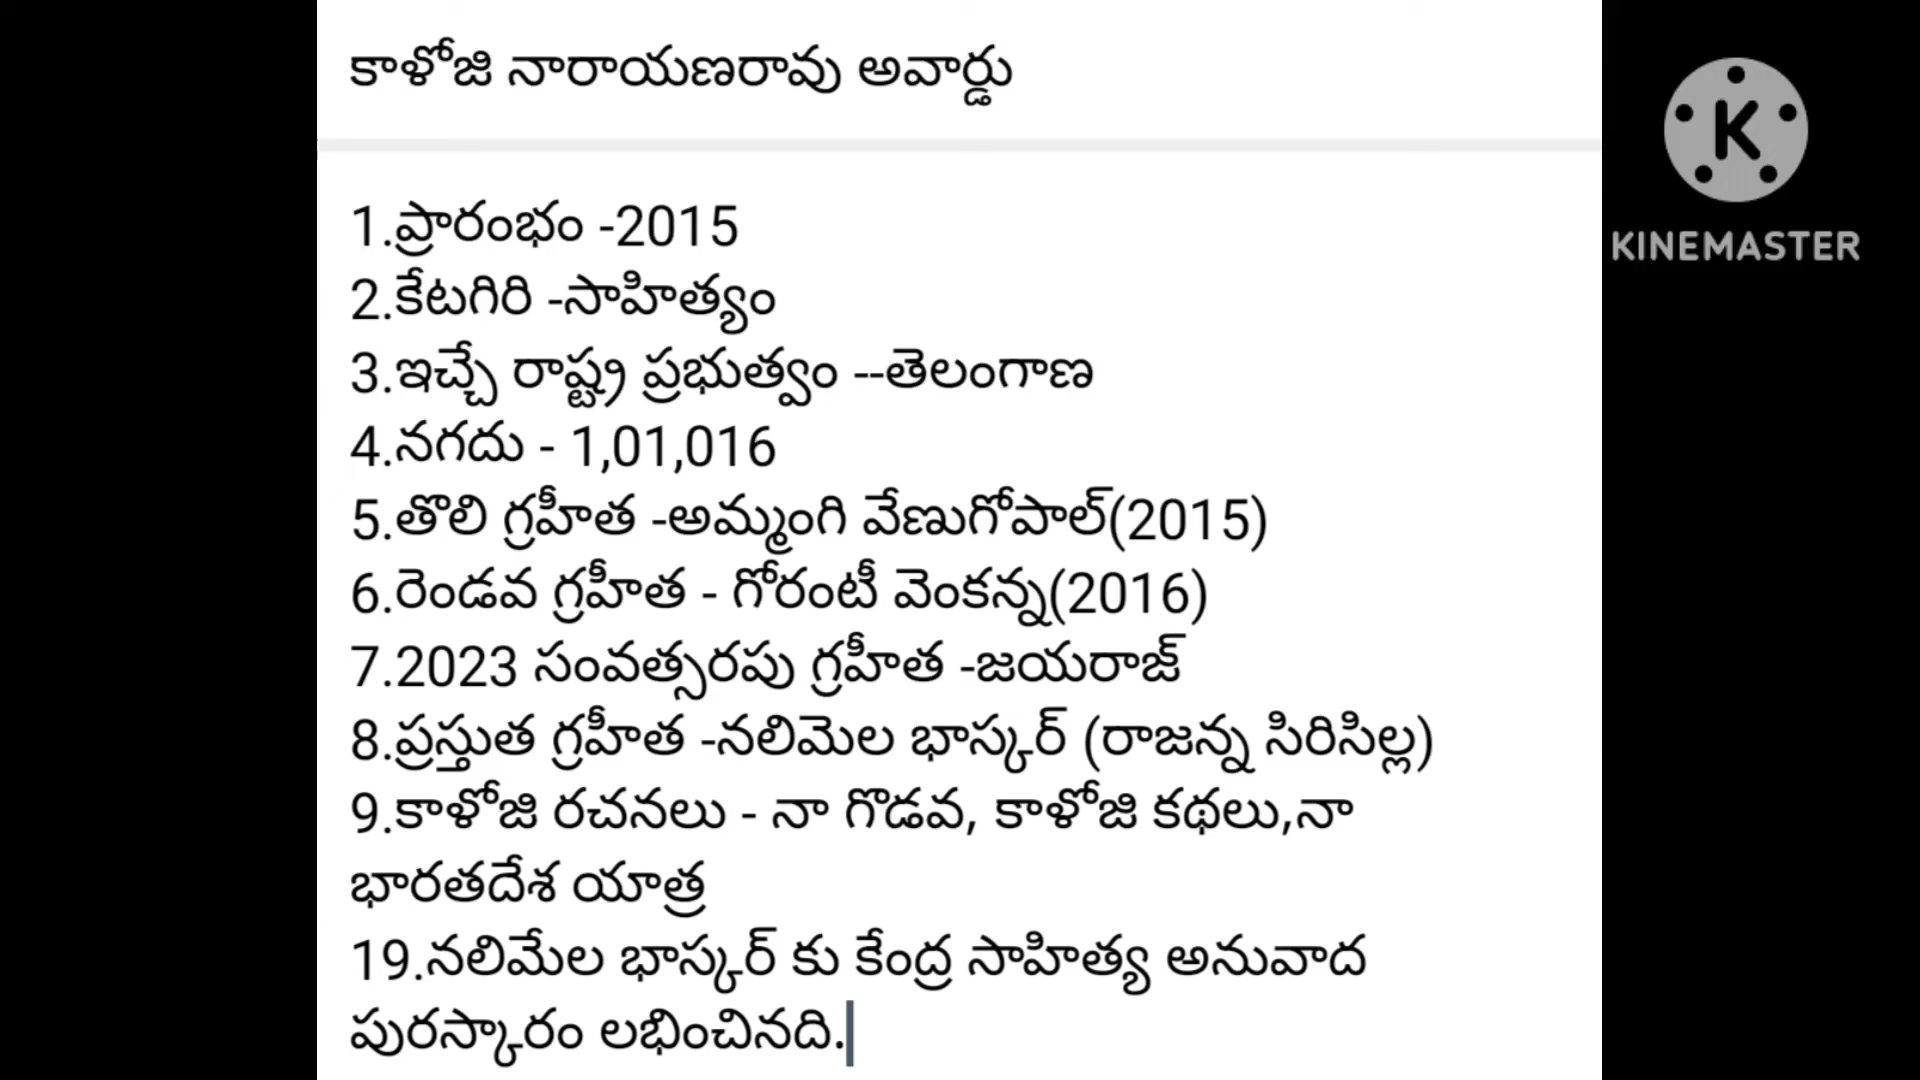 కాళోజి నారాయణరావు అవార్డు
1.ప్రారంభం -2015
2.కేటగిరి -సాహిత్యం
3.ఇచ్చే రాష్ట్ర ప్రభుత్వం --తెలంగాణ
4.నగదు - 1,01,016
5.తొలి గ్రహీత -అమ్మంగి వేణుగోపాల్(2015)
6.రెండవ గ్రహీత - గోరంటీ వెంకన్న(2016)
7.2023 సంవత్సరపు గ్రహీత -జయరాజ్
8.ప్రస్తుత గ్రహీత -నలిమెల భాస్కర్ (రాజన్న సిరిసిల్ల)
9.కాళోజి రచనలు - నా గొడవ, కాళోజి కథలు,నా
భారతదేశ యాత్ర
19.నలిమేల భాస్కర్ కు కేంద్ర సాహిత్య అనువాద
పురస్కారం లభించినది.
K
KINEMASTER